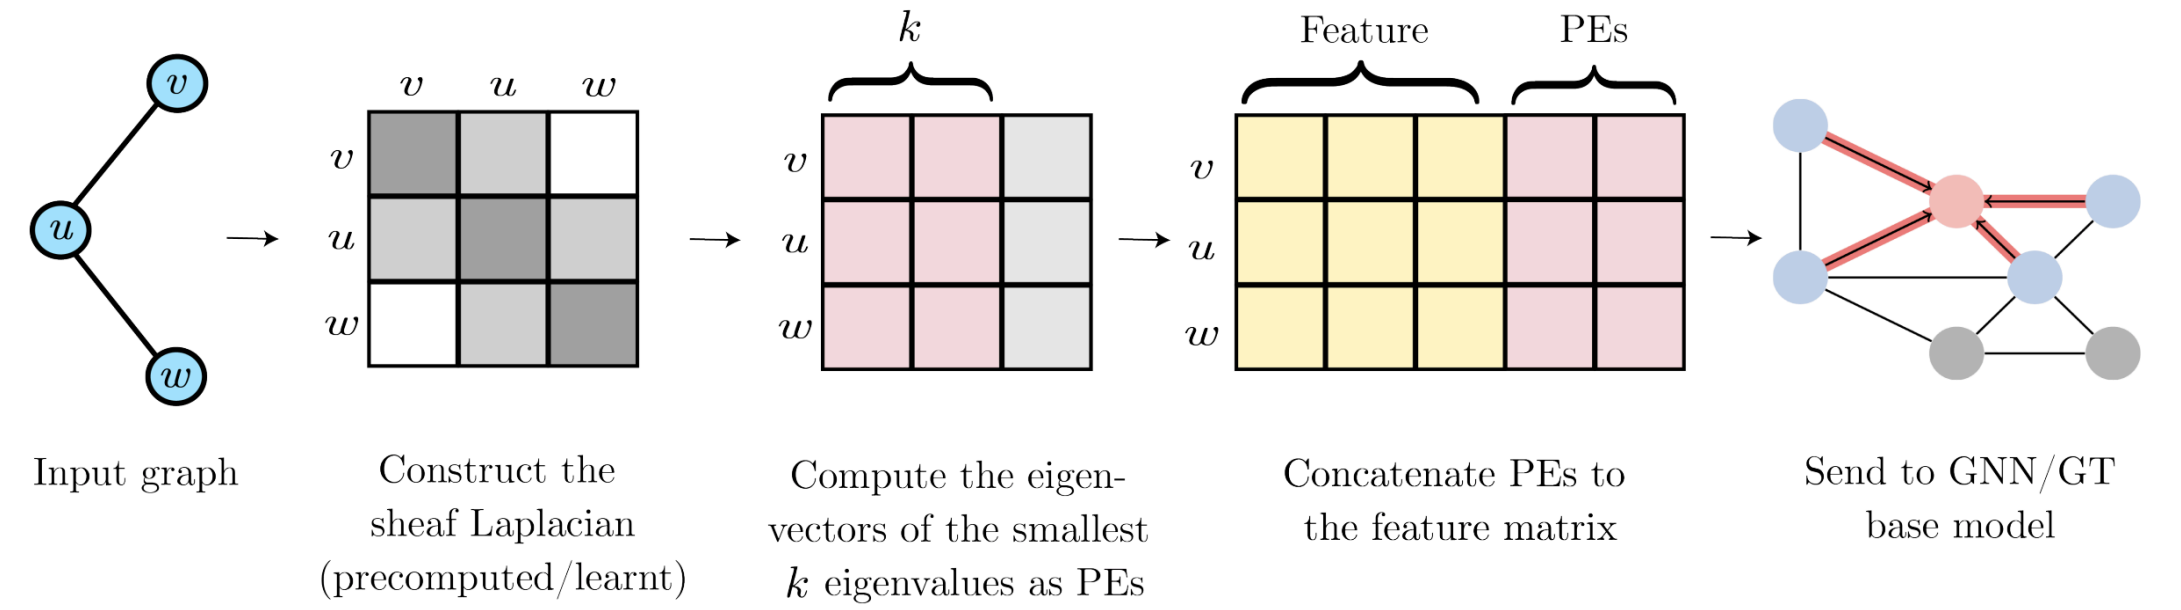 v
u
w
Input graph
v u w
v
u
w
Construct the
sheaf Laplacian
(precomputed/learnt)
k
v
u
w
Compute the eigen-
vectors of the smallest
k eigenvalues as PEs
Feature PEs
v
u
w
Concatenate PEs to
the feature matrix
Send to GNN/GT
base model